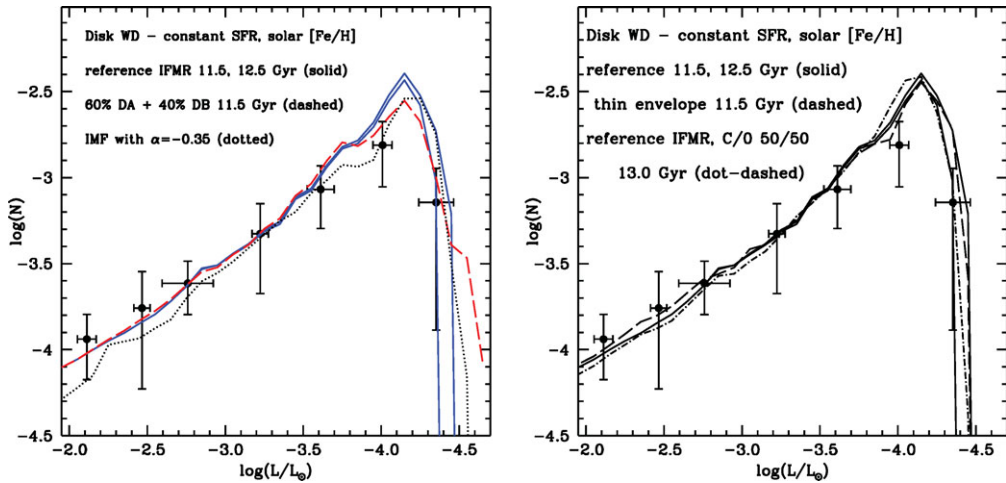 Disk WD - constant SFR, solar [Fe/H]
reference IFMR 11.5, 12.5 Gyr (solid)
60% DA + 40% DB 11.5 Gyr (dashed)
IMF with α=-0.35 (dotted)
log(N)
-2
-2.5
-3
-3.5
-4
-4.5
-2.0 -2.5 -3.0 -3.5 -4.0 -4.5
log(L/L⊙)
Disk WD - constant SFR, solar [Fe/H]
reference 11.5, 12.5 Gyr (solid)
thin envelope 11.5 Gyr (dashed)
reference IFMR, C/O 50/50
13.0 Gyr (dot-dashed)
log(N)
-2
-2.5
-3
-3.5
-4
-4.5
-2.0 -2.5 -3.0 -3.5 -4.0 -4.5
log(L/L⊙)